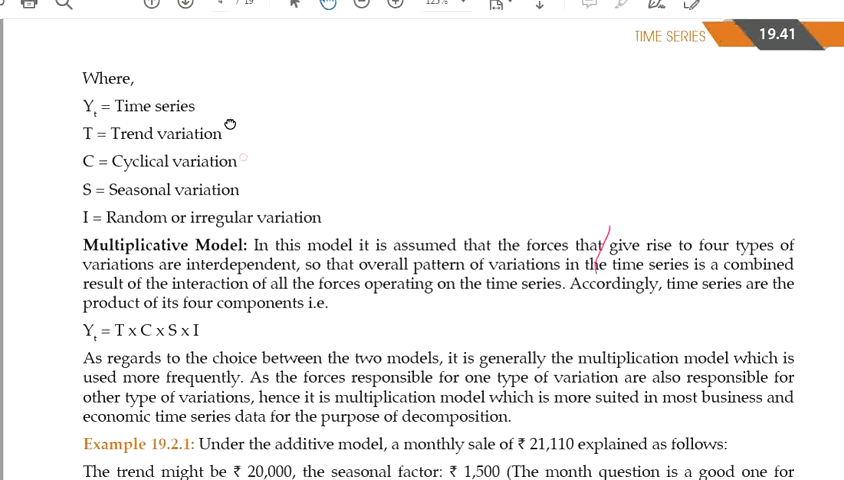 4 / 19
125%
TIME SERIES 19.41
Where,
Yt = Time series
T = Trend variation
C = Cyclical variation
S = Seasonal variation
I = Random or irregular variation
Multiplicative Model: In this model it is assumed that the forces that give rise to four types of
variations are interdependent, so that overall pattern of variations in the time series is a combined
result of the interaction of all the forces operating on the time series. Accordingly, time series are the
product of its four components i.e.
Yt = T x C x S x I
As regards to the choice between the two models, it is generally the multiplication model which is
used more frequently. As the forces responsible for one type of variation are also responsible for
other type of variations, hence it is multiplication model which is more suited in most business and
economic time series data for the purpose of decomposition.
Example 19.2.1: Under the additive model, a monthly sale of ₹ 21,110 explained as follows:
The trend might be ₹ 20,000, the seasonal factor: ₹ 1,500 (The month question is a good one for